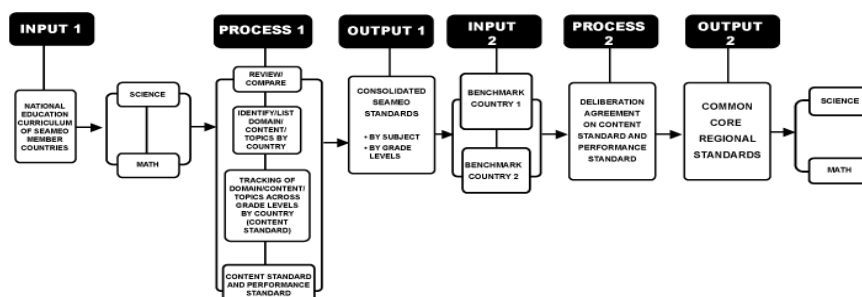 INPUT 1
PROCESS 1
OUTPUT 1
INPUT
2
PROCESS
2
OUTPUT
2
NATIONAL
EDUCATION
CURRICULUM
OF SEAMEO
MEMBER
COUNTRIES
SCIENCE
MATH
REVIEW/
COMPARE
IDENTIFY/LIST
DOMAIN/
CONTENT/
TOPICS BY
COUNTRY
TRACKING OF
DOMAIN/CONTENT/
TOPICS ACROSS
GRADE LEVELS
BY COUNTRY
(CONTENT
STANDARD)
CONTENT STANDARD
AND PERFORMANCE
STANDARD
CONSOLIDATED
SEAMEO
STANDARDS
• BY SUBJECT
• BY GRADE
LEVELS
BENCHMARK
COUNTRY 1
BENCHMARK
COUNTRY 2
DELIBERATION
AGREEMENT
ON CONTENT
STANDARD AND
PERFORMANCE
STANDARD
COMMON
CORE
REGIONAL
STANDARDS
SCIENCE
MATH